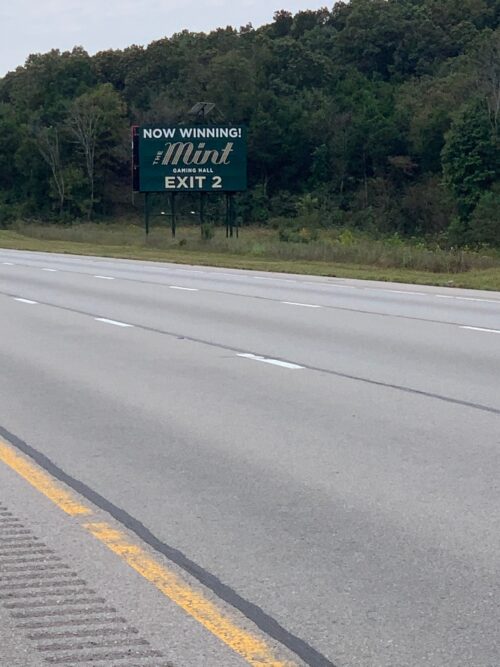 NOW WINNING!
THE Mint
GAMING HALL
EXIT 2